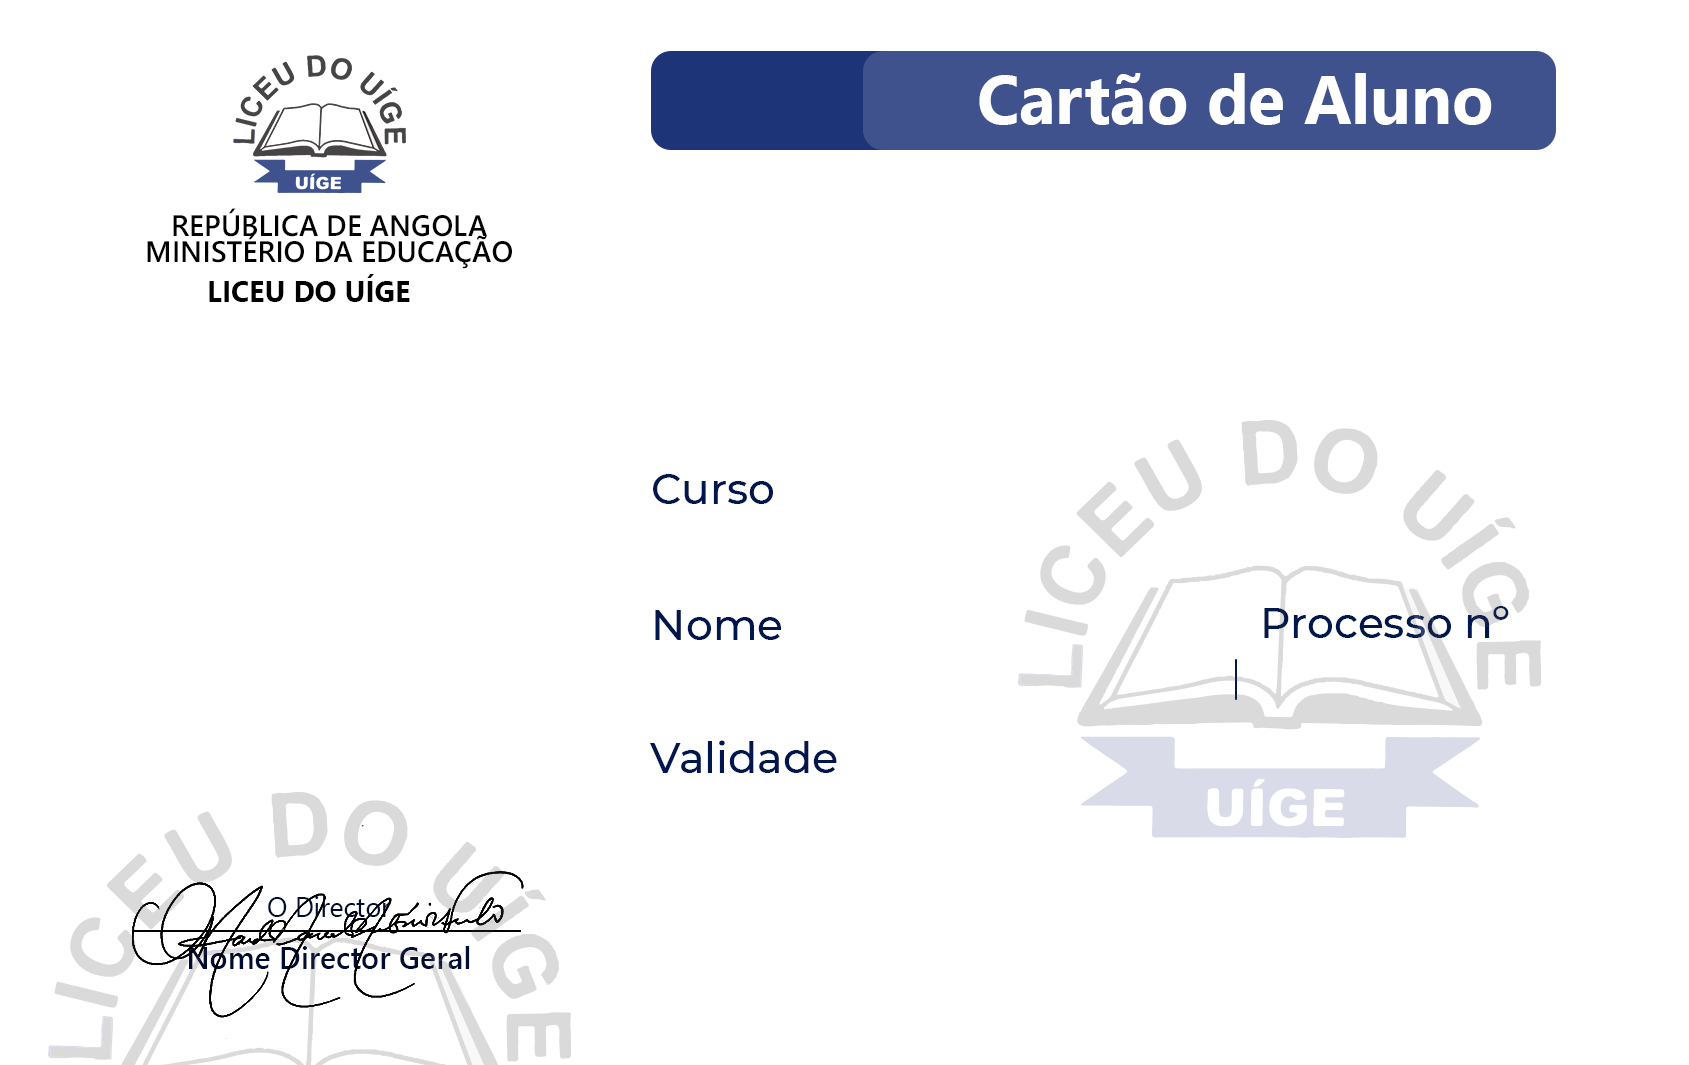 LICEU DO UÍGE
UÍGE
REPÚBLICA DE ANGOLA
MINISTÉRIO DA EDUCAÇÃO
LICEU DO UÍGE
Cartão de Aluno
LICEU DO UÍGE
Curso
Nome
Processo nº
Validade
UÍGE
LICEU DO UÍGE
O Director
Nome Director Geral